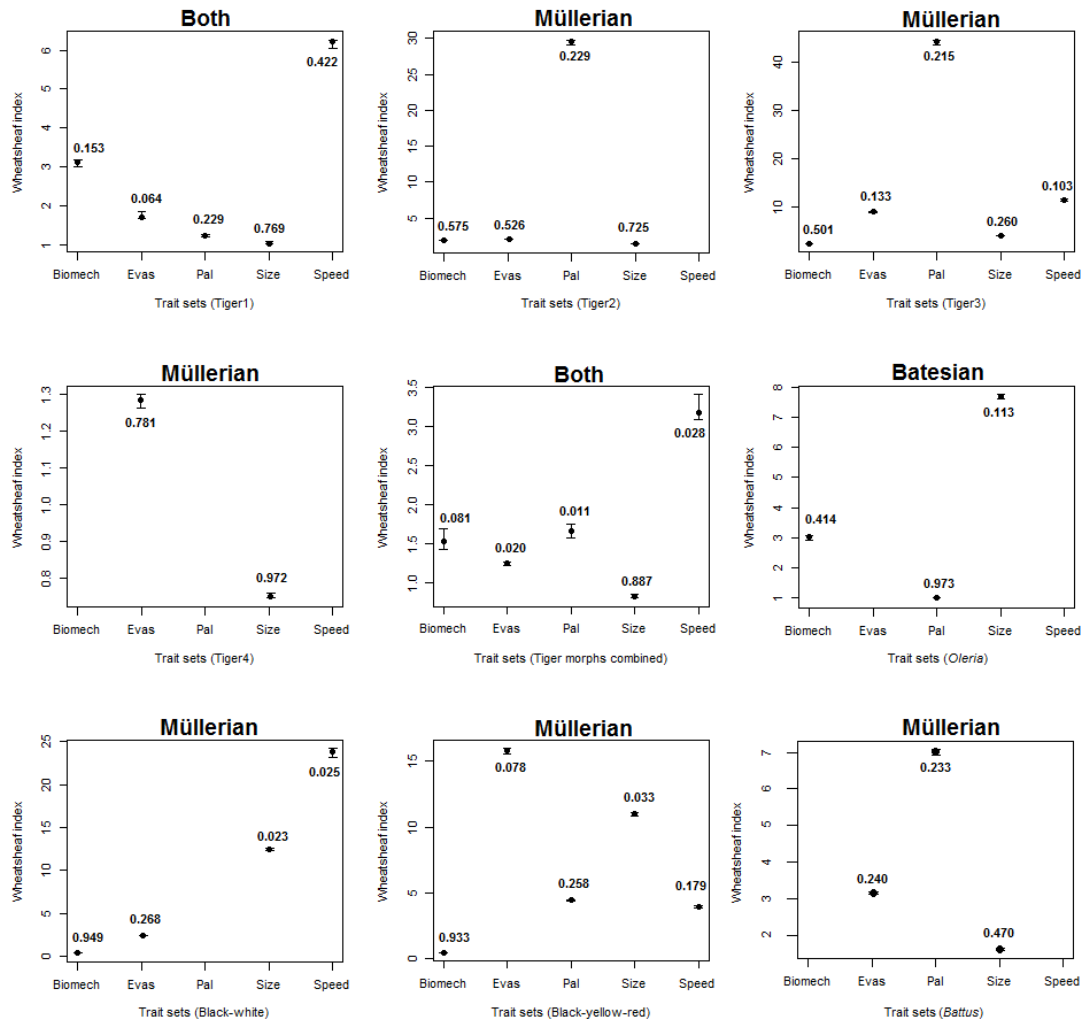 Both
Wheatsheaf index
6
5
4
3
2
1
0.153
0.064
0.229
0.769
0.422
Biomech Evas Pal Size Speed
Trait sets (Tiger1)
Müllerian
Wheatsheaf index
30
25
20
15
10
5
0.575
0.526
0.229
0.725
Biomech Evas Pal Size Speed
Trait sets (Tiger2)
Müllerian
Wheatsheaf index
40
30
20
10
0.501
0.133
0.215
0.260
0.103
Biomech Evas Pal Size Speed
Trait sets (Tiger3)
Müllerian
Wheatsheaf index
1.3
1.2
1.1
1.0
0.9
0.8
0.781
0.972
Biomech Evas Pal Size Speed
Trait sets (Tiger4)
Both
Wheatsheaf index
3.5
3.0
2.5
2.0
1.5
1.0
0.081
0.020
0.011
0.887
0.028
Biomech Evas Pal Size Speed
Trait sets (Tiger morphs combined)
Batesian
Wheatsheaf index
8
7
6
5
4
3
2
1
0.414
0.973
0.113
Biomech Evas Pal Size Speed
Trait sets (Oleria)
Müllerian
Wheatsheaf index
25
20
15
10
5
0
0.949
0.268
0.023
0.025
Biomech Evas Pal Size Speed
Trait sets (Black-white)
Müllerian
Wheatsheaf index
15
10
5
0
0.933
0.078
0.258
0.033
0.179
Biomech Evas Pal Size Speed
Trait sets (Black-yellow-red)
Müllerian
Wheatsheaf index
7
6
5
4
3
2
0.240
0.233
0.470
Biomech Evas Pal Size Speed
Trait sets (Battus)